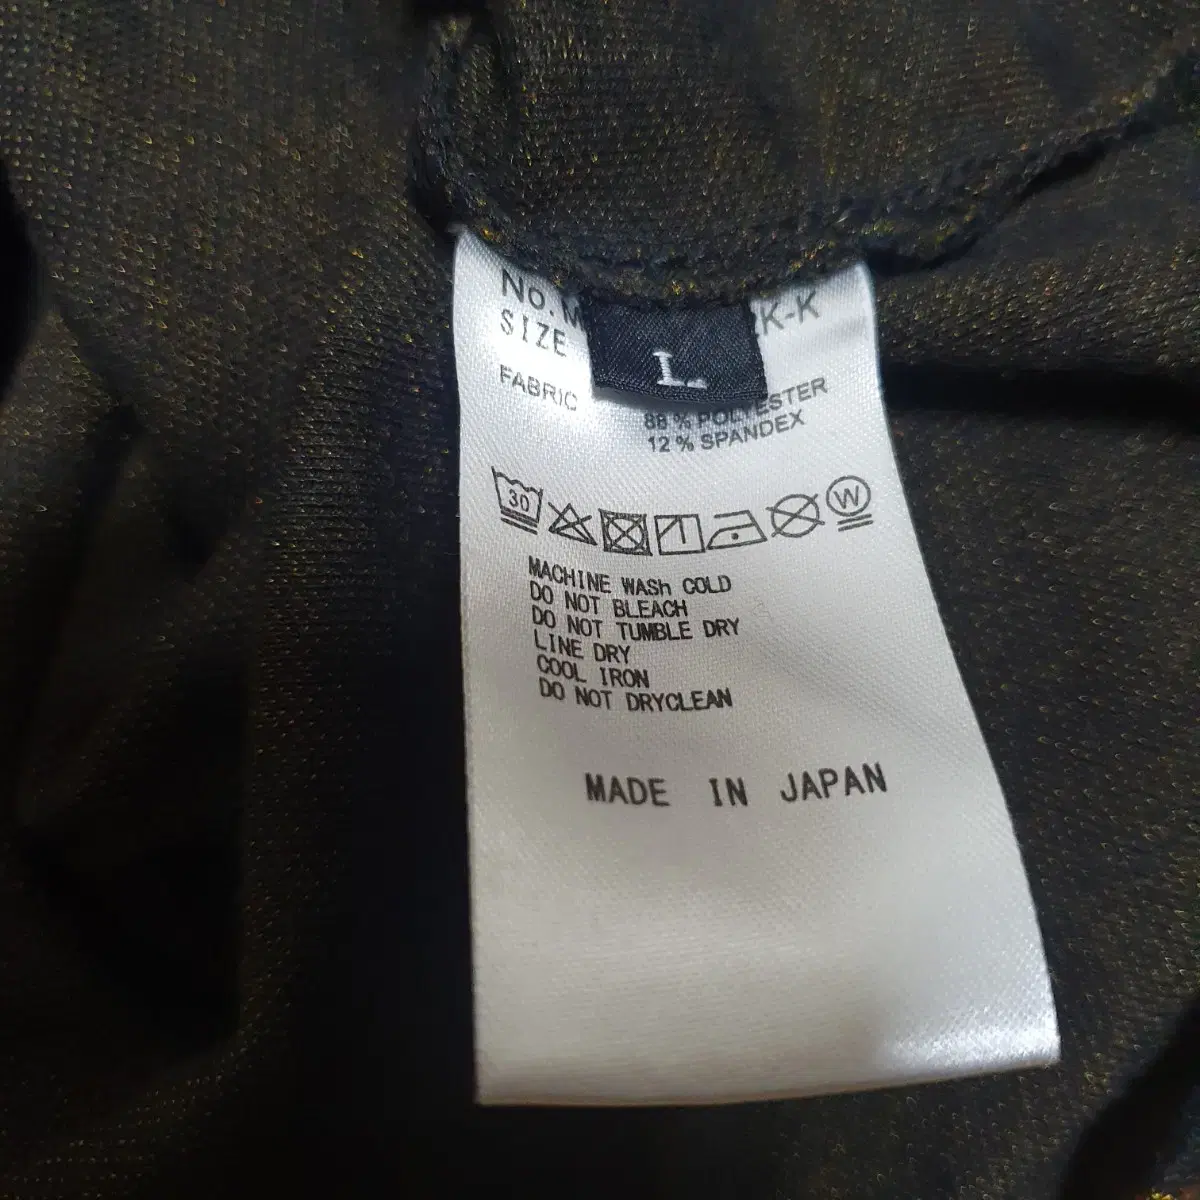 No. K-K
SIZE L
FABRIC
88% POLYESTER
12% SPANDEX
30 W
MACHINE WASh COLD
DO NOT BLEACH
DO NOT TUMBLE DRY
LINE DRY
COOL IRON
DO NOT DRYCLEAN
MADE IN JAPAN